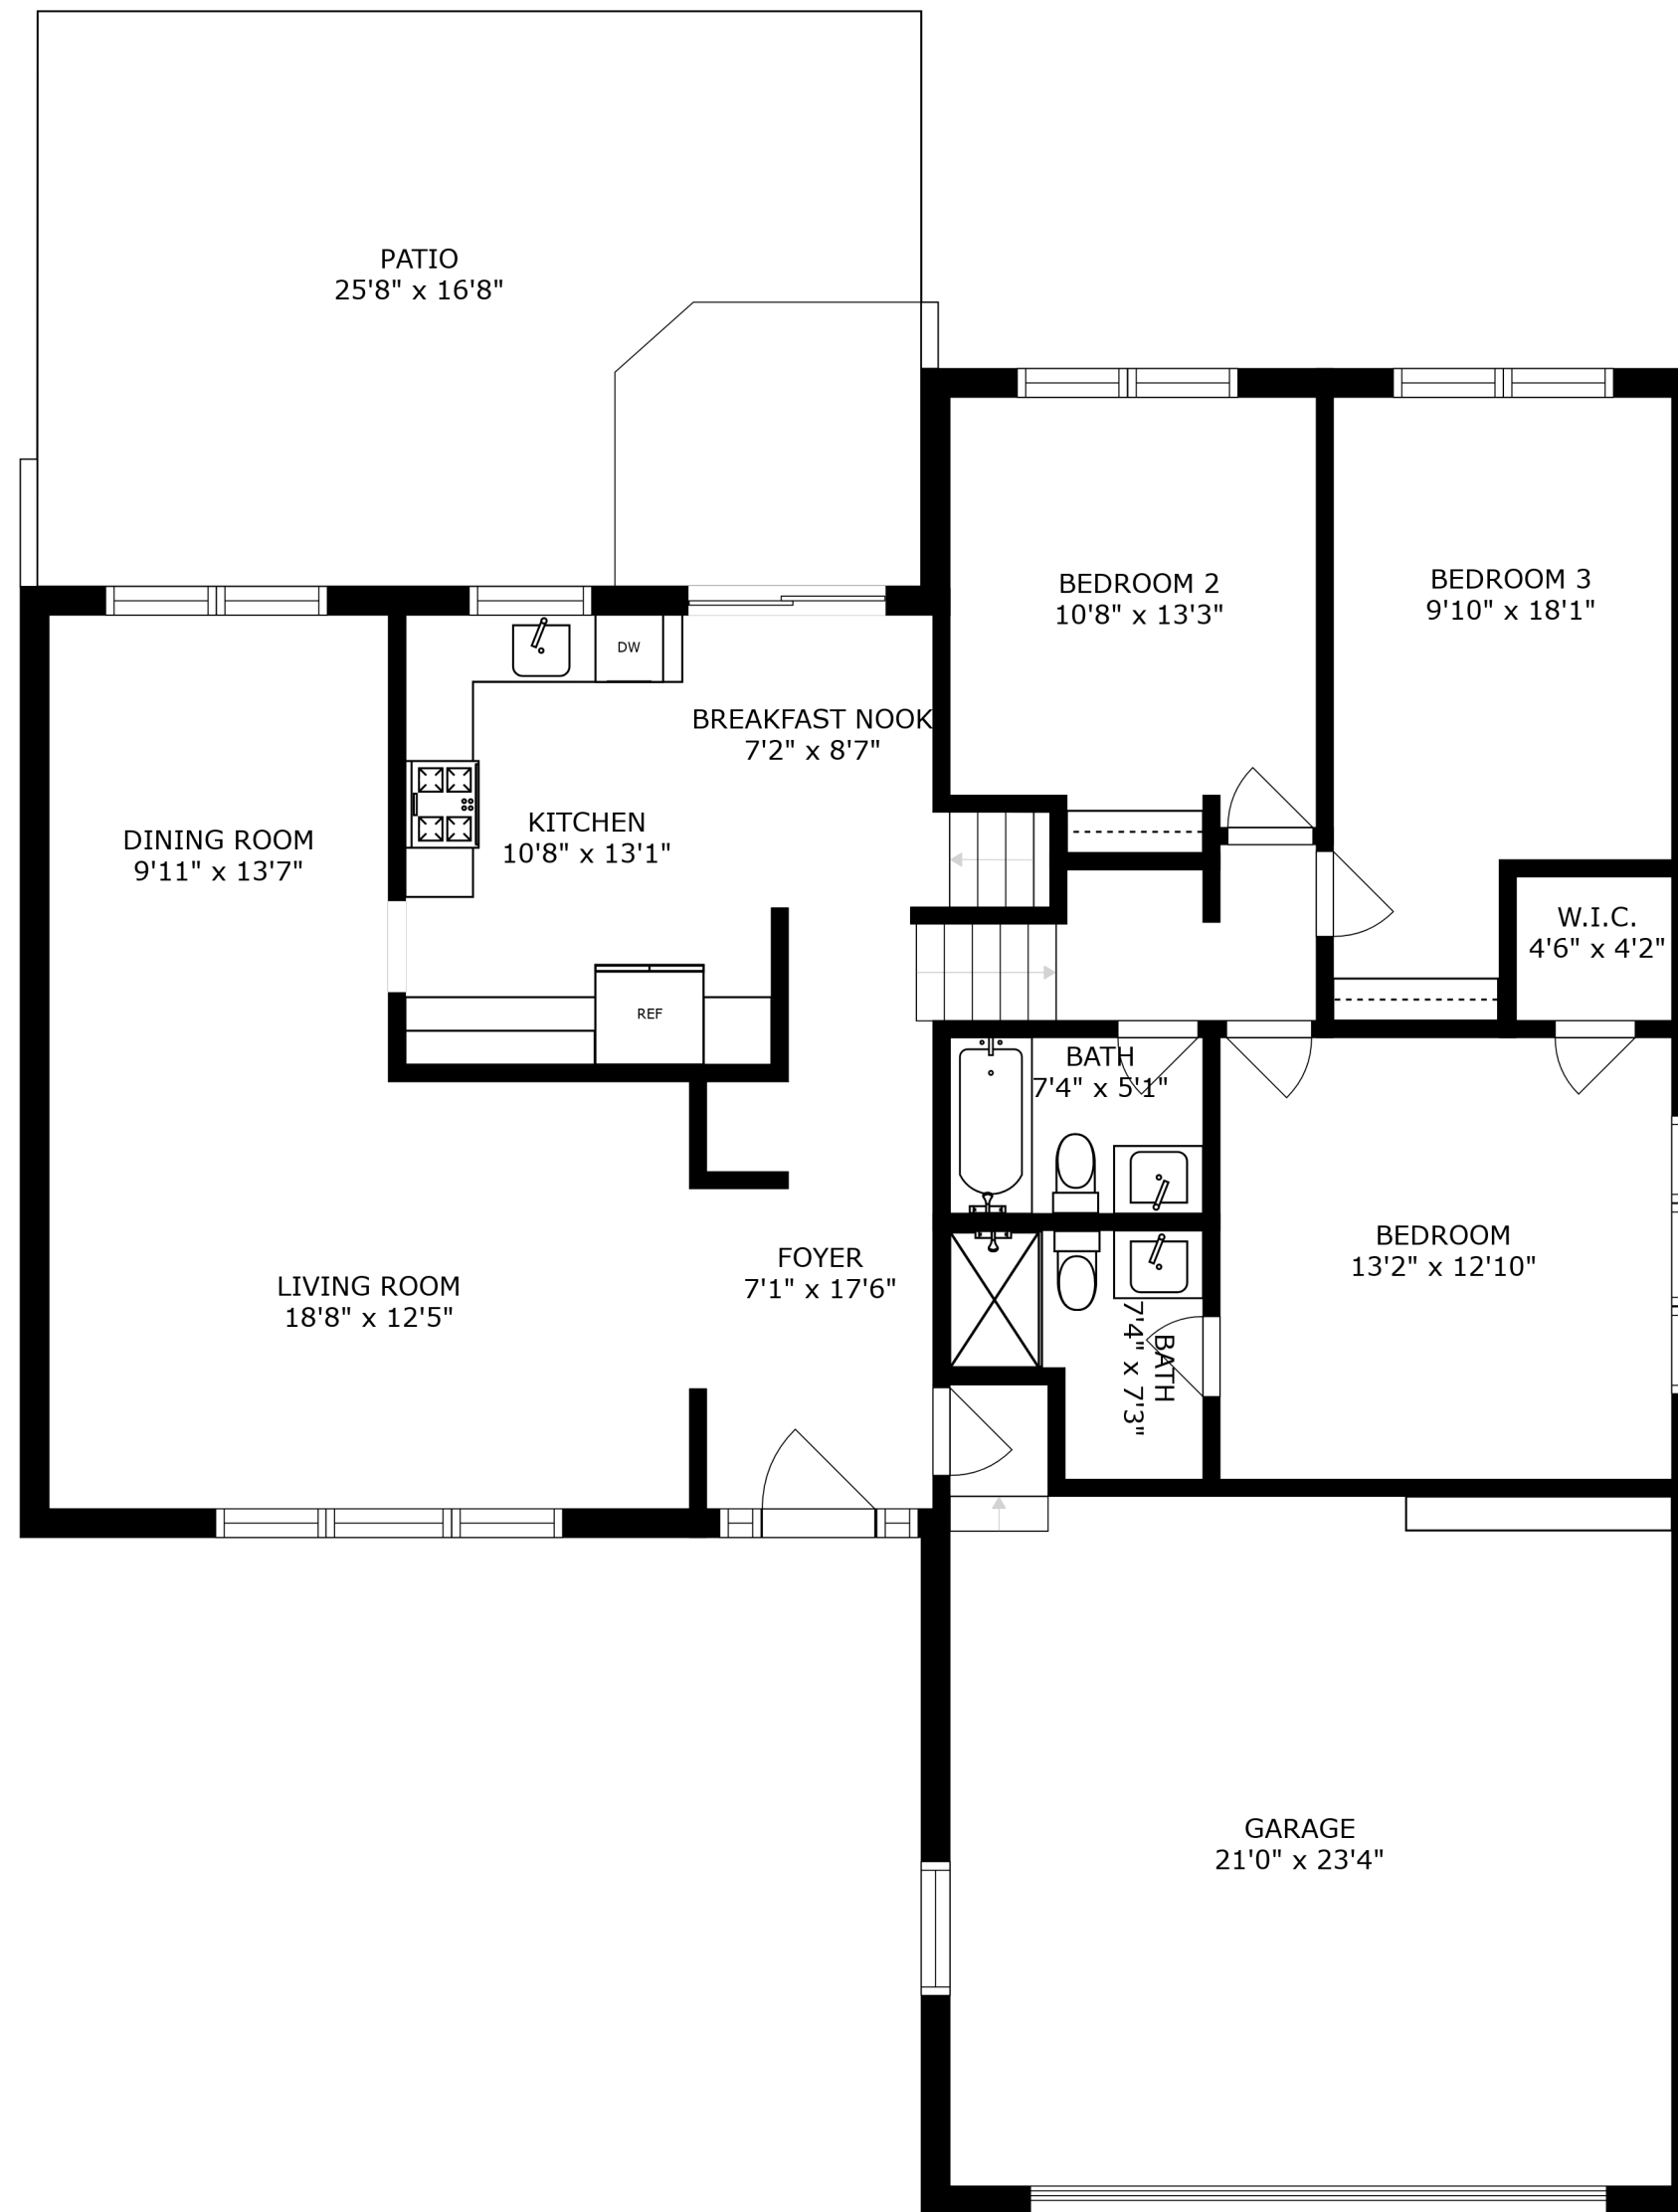 PATIO
25'8" x 16'8"
BEDROOM 2
10'8" x 13'3"
BEDROOM 3
9'10" x 18'1"
DW
BREAKFAST NOOK
7'2" x 8'7"
KITCHEN
10'8" x 13'1"
DINING ROOM
9'11" x 13'7"
W.I.C.
4'6" x 4'2"
REF
BATH
7'4" x 5'1"
BEDROOM
13'2" x 12'10"
FOYER
7'1" x 17'6"
LIVING ROOM
18'8" x 12'5"
BATH
7'4" x 7'3"
GARAGE
21'0" x 23'4"